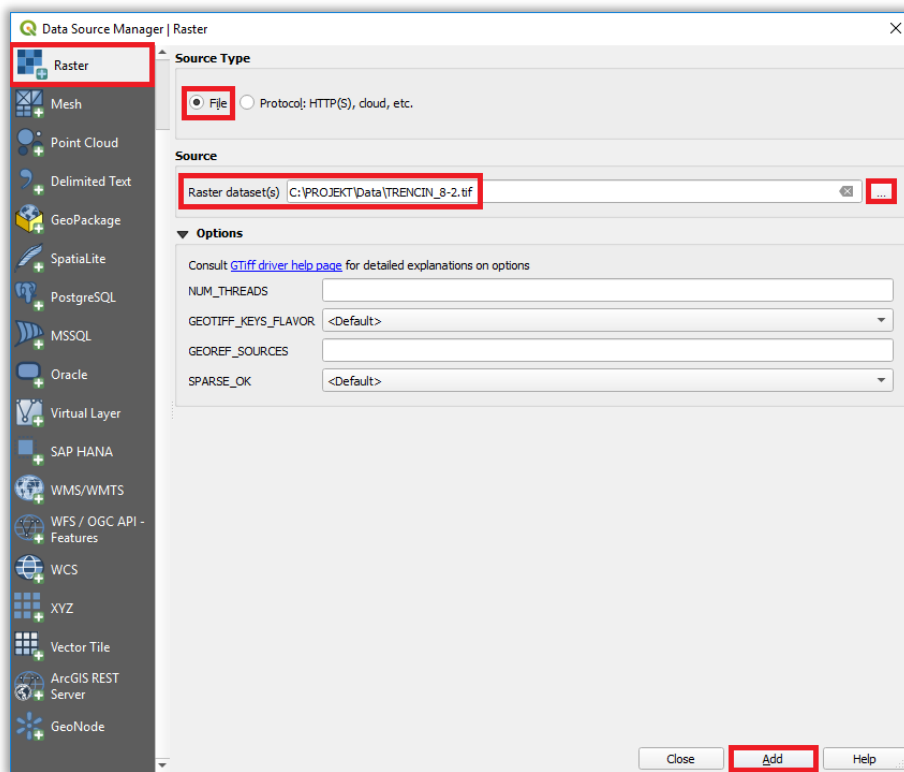 Data Source Manager | Raster
Raster
Mesh
Point Cloud
Delimited Text
GeoPackage
SpatiaLite
PostgreSQL
MSSQL
Oracle
Virtual Layer
SAP HANA
WMS/WMTS
WFS / OGC API -
Features
WCS
XYZ
Vector Tile
ArcGIS REST
Server
GeoNode
Source Type
File Protocol: HTTP(S), cloud, etc.
Source
Raster dataset(s) C:\PROJEKT\Data\TRENCIN_8-2.tif ...
Options
Consult GTiff driver help page for detailed explanations on options
NUM_THREADS
GEOTIFF_KEYS_FLAVOR <Default>
GEOREF_SOURCES
SPARSE_OK <Default>
Close Add Help